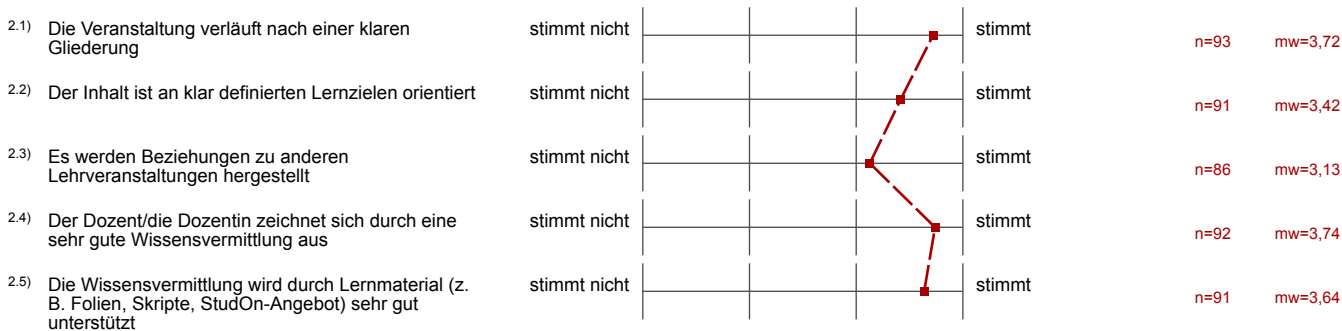 2.1) Die Veranstaltung verläuft nach einer klaren
Gliederung
stimmt nicht stimmt n=93 mw=3,72
2.2) Der Inhalt ist an klar definierten Lernzielen orientiert stimmt nicht stimmt n=91 mw=3,42
2.3) Es werden Beziehungen zu anderen
Lehrveranstaltungen hergestellt
stimmt nicht stimmt n=86 mw=3,13
2.4) Der Dozent/die Dozentin zeichnet sich durch eine
sehr gute Wissensvermittlung aus
stimmt nicht stimmt n=92 mw=3,74
2.5) Die Wissensvermittlung wird durch Lernmaterial (z.
B. Folien, Skripte, StudOn-Angebot) sehr gut
unterstützt
stimmt nicht stimmt n=91 mw=3,64